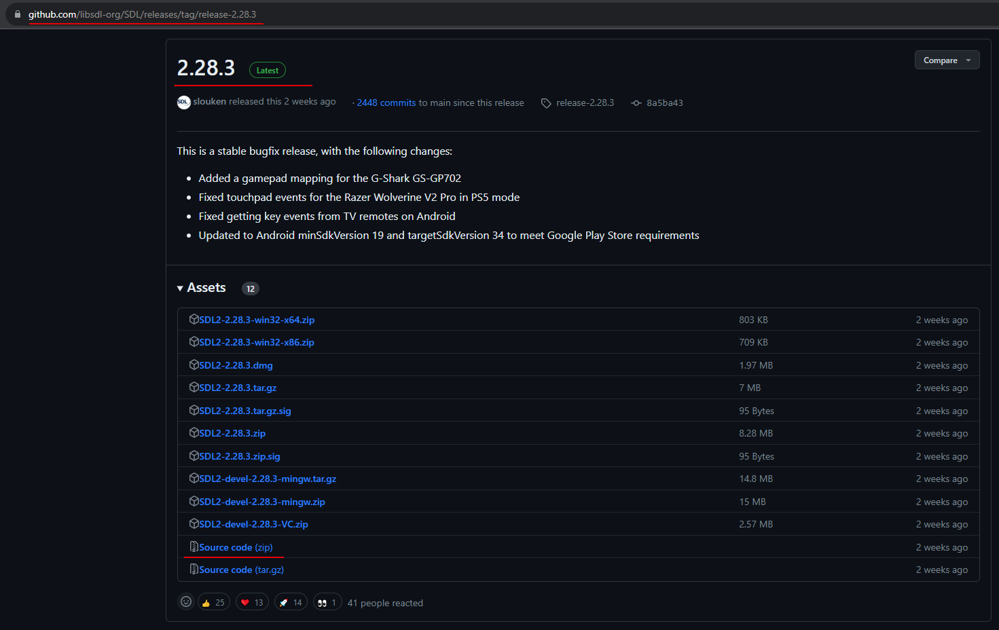 github.com/libsdl-org/SDL/releases/tag/release-2.28.3
2.28.3 Latest Compare
SDL slouken released this 2 weeks ago · 2448 commits to main since this release release-2.28.3 8a5ba43
This is a stable bugfix release, with the following changes:
• Added a gamepad mapping for the G-Shark GS-GP702
• Fixed touchpad events for the Razer Wolverine V2 Pro in PS5 mode
• Fixed getting key events from TV remotes on Android
• Updated to Android minSdkVersion 19 and targetSdkVersion 34 to meet Google Play Store requirements
Assets 12
SDL2-2.28.3-win32-x64.zip 803 KB 2 weeks ago
SDL2-2.28.3-win32-x86.zip 709 KB 2 weeks ago
SDL2-2.28.3.dmg 1.97 MB 2 weeks ago
SDL2-2.28.3.tar.gz 7 MB 2 weeks ago
SDL2-2.28.3.tar.gz.sig 95 Bytes 2 weeks ago
SDL2-2.28.3.zip 8.28 MB 2 weeks ago
SDL2-2.28.3.zip.sig 95 Bytes 2 weeks ago
SDL2-devel-2.28.3-mingw.tar.gz 14.8 MB 2 weeks ago
SDL2-devel-2.28.3-mingw.zip 15 MB 2 weeks ago
SDL2-devel-2.28.3-VC.zip 2.57 MB 2 weeks ago
Source code (zip) 2 weeks ago
Source code (tar.gz) 2 weeks ago
25 13 14 1 41 people reacted